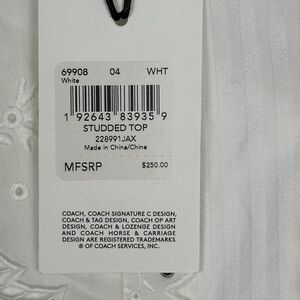 69908 04 WHT
White
1 92643 83935 9
STUDDED TOP
228991JAX
Made in China/Chine
MFSRP $250.00
COACH, COACH SIGNATURE C DESIGN,
COACH & TAG DESIGN, COACH OP ART
DESIGN, COACH & LOZENGE DESIGN
AND COACH HORSE & CARRIAGE
DESIGN ARE REGISTERED TRADEMARKS
® OF COACH SERVICES, INC.